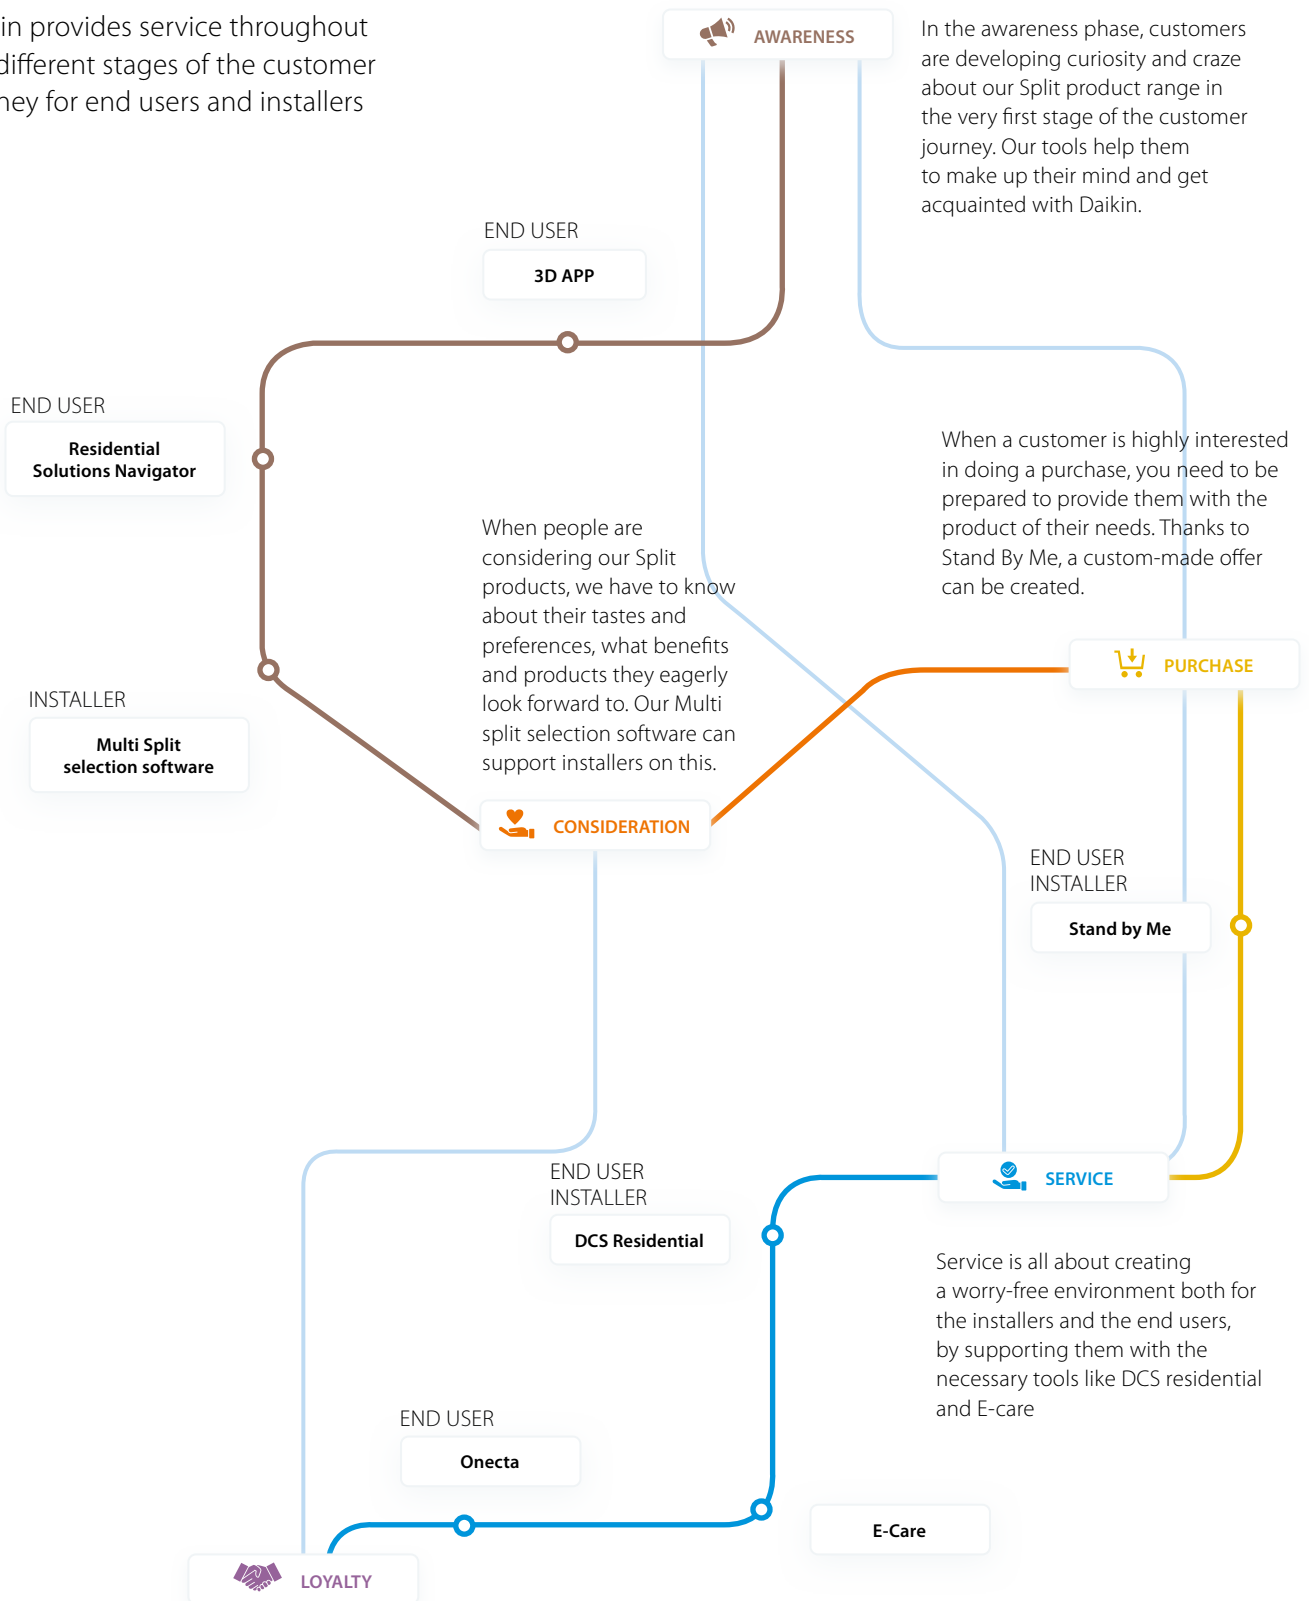 in provides service throughout
different stages of the customer
ney for end users and installers
AWARENESS
In the awareness phase, customers
are developing curiosity and craze
about our Split product range in
the very first stage of the customer
journey. Our tools help them
to make up their mind and get
acquainted with Daikin.
END USER
3D APP
END USER
Residential
Solutions Navigator
When a customer is highly interested
in doing a purchase, you need to be
prepared to provide them with the
product of their needs. Thanks to
Stand By Me, a custom-made offer
can be created.
When people are
considering our Split
products, we have to know
about their tastes and
preferences, what benefits
and products they eagerly
look forward to. Our Multi
split selection software can
support installers on this.
PURCHASE
INSTALLER
Multi Split
selection software
CONSIDERATION
END USER
INSTALLER
Stand by Me
END USER
INSTALLER
DCS Residential
SERVICE
Service is all about creating
a worry-free environment both for
the installers and the end users,
by supporting them with the
necessary tools like DCS residential
and E-care
END USER
Onecta
E-Care
LOYALTY